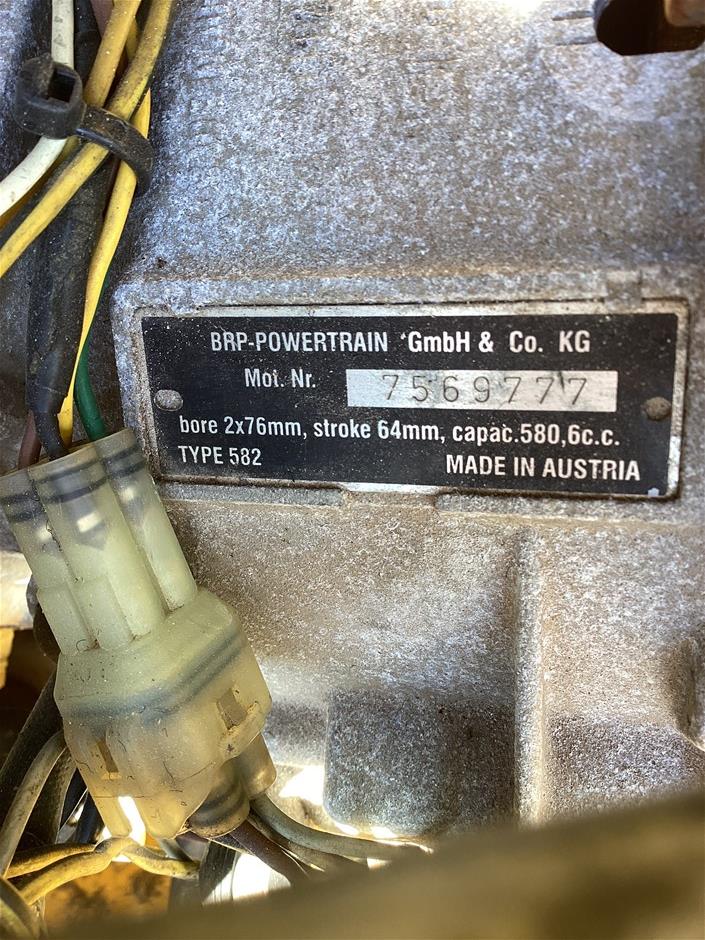 BRP-POWERTRAIN GmbH & Co. KG
Mot. Nr. 7569777
bore 2x76mm, stroke 64mm, capac.580,6c.c.
TYPE 582 MADE IN AUSTRIA